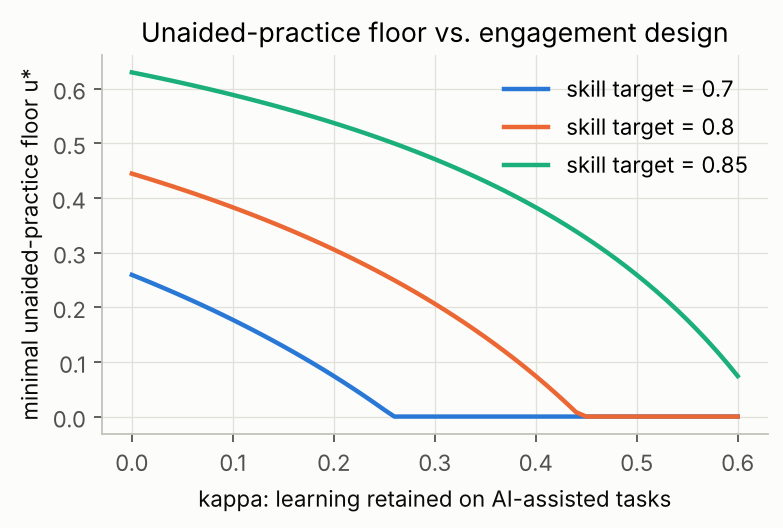 Unaided-practice floor vs. engagement design
minimal unaided-practice floor u*
0.6
0.5
0.4
0.3
0.2
0.1
0.0
skill target = 0.7
skill target = 0.8
skill target = 0.85
0.0 0.1 0.2 0.3 0.4 0.5 0.6
kappa: learning retained on AI-assisted tasks